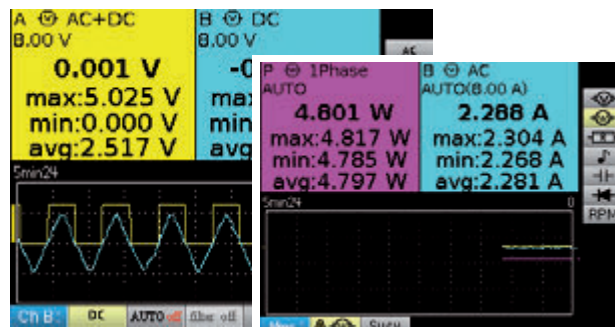 A AC+DC
8.00 V
0.001 V
max:5.025 V
min:0.000 V
avg:2.517 V
B DC
8.00 V
-0
max
min
avg
AC
5min24
Ch B: DC AUTO off filter off
P 1Phase
AUTO
4.801 W
max:4.817 W
min:4.785 W
avg:4.797 W
B AC
AUTO(8.00 A)
2.288 A
max:2.304 A
min:2.268 A
avg:2.281 A
RPM
5min24 0